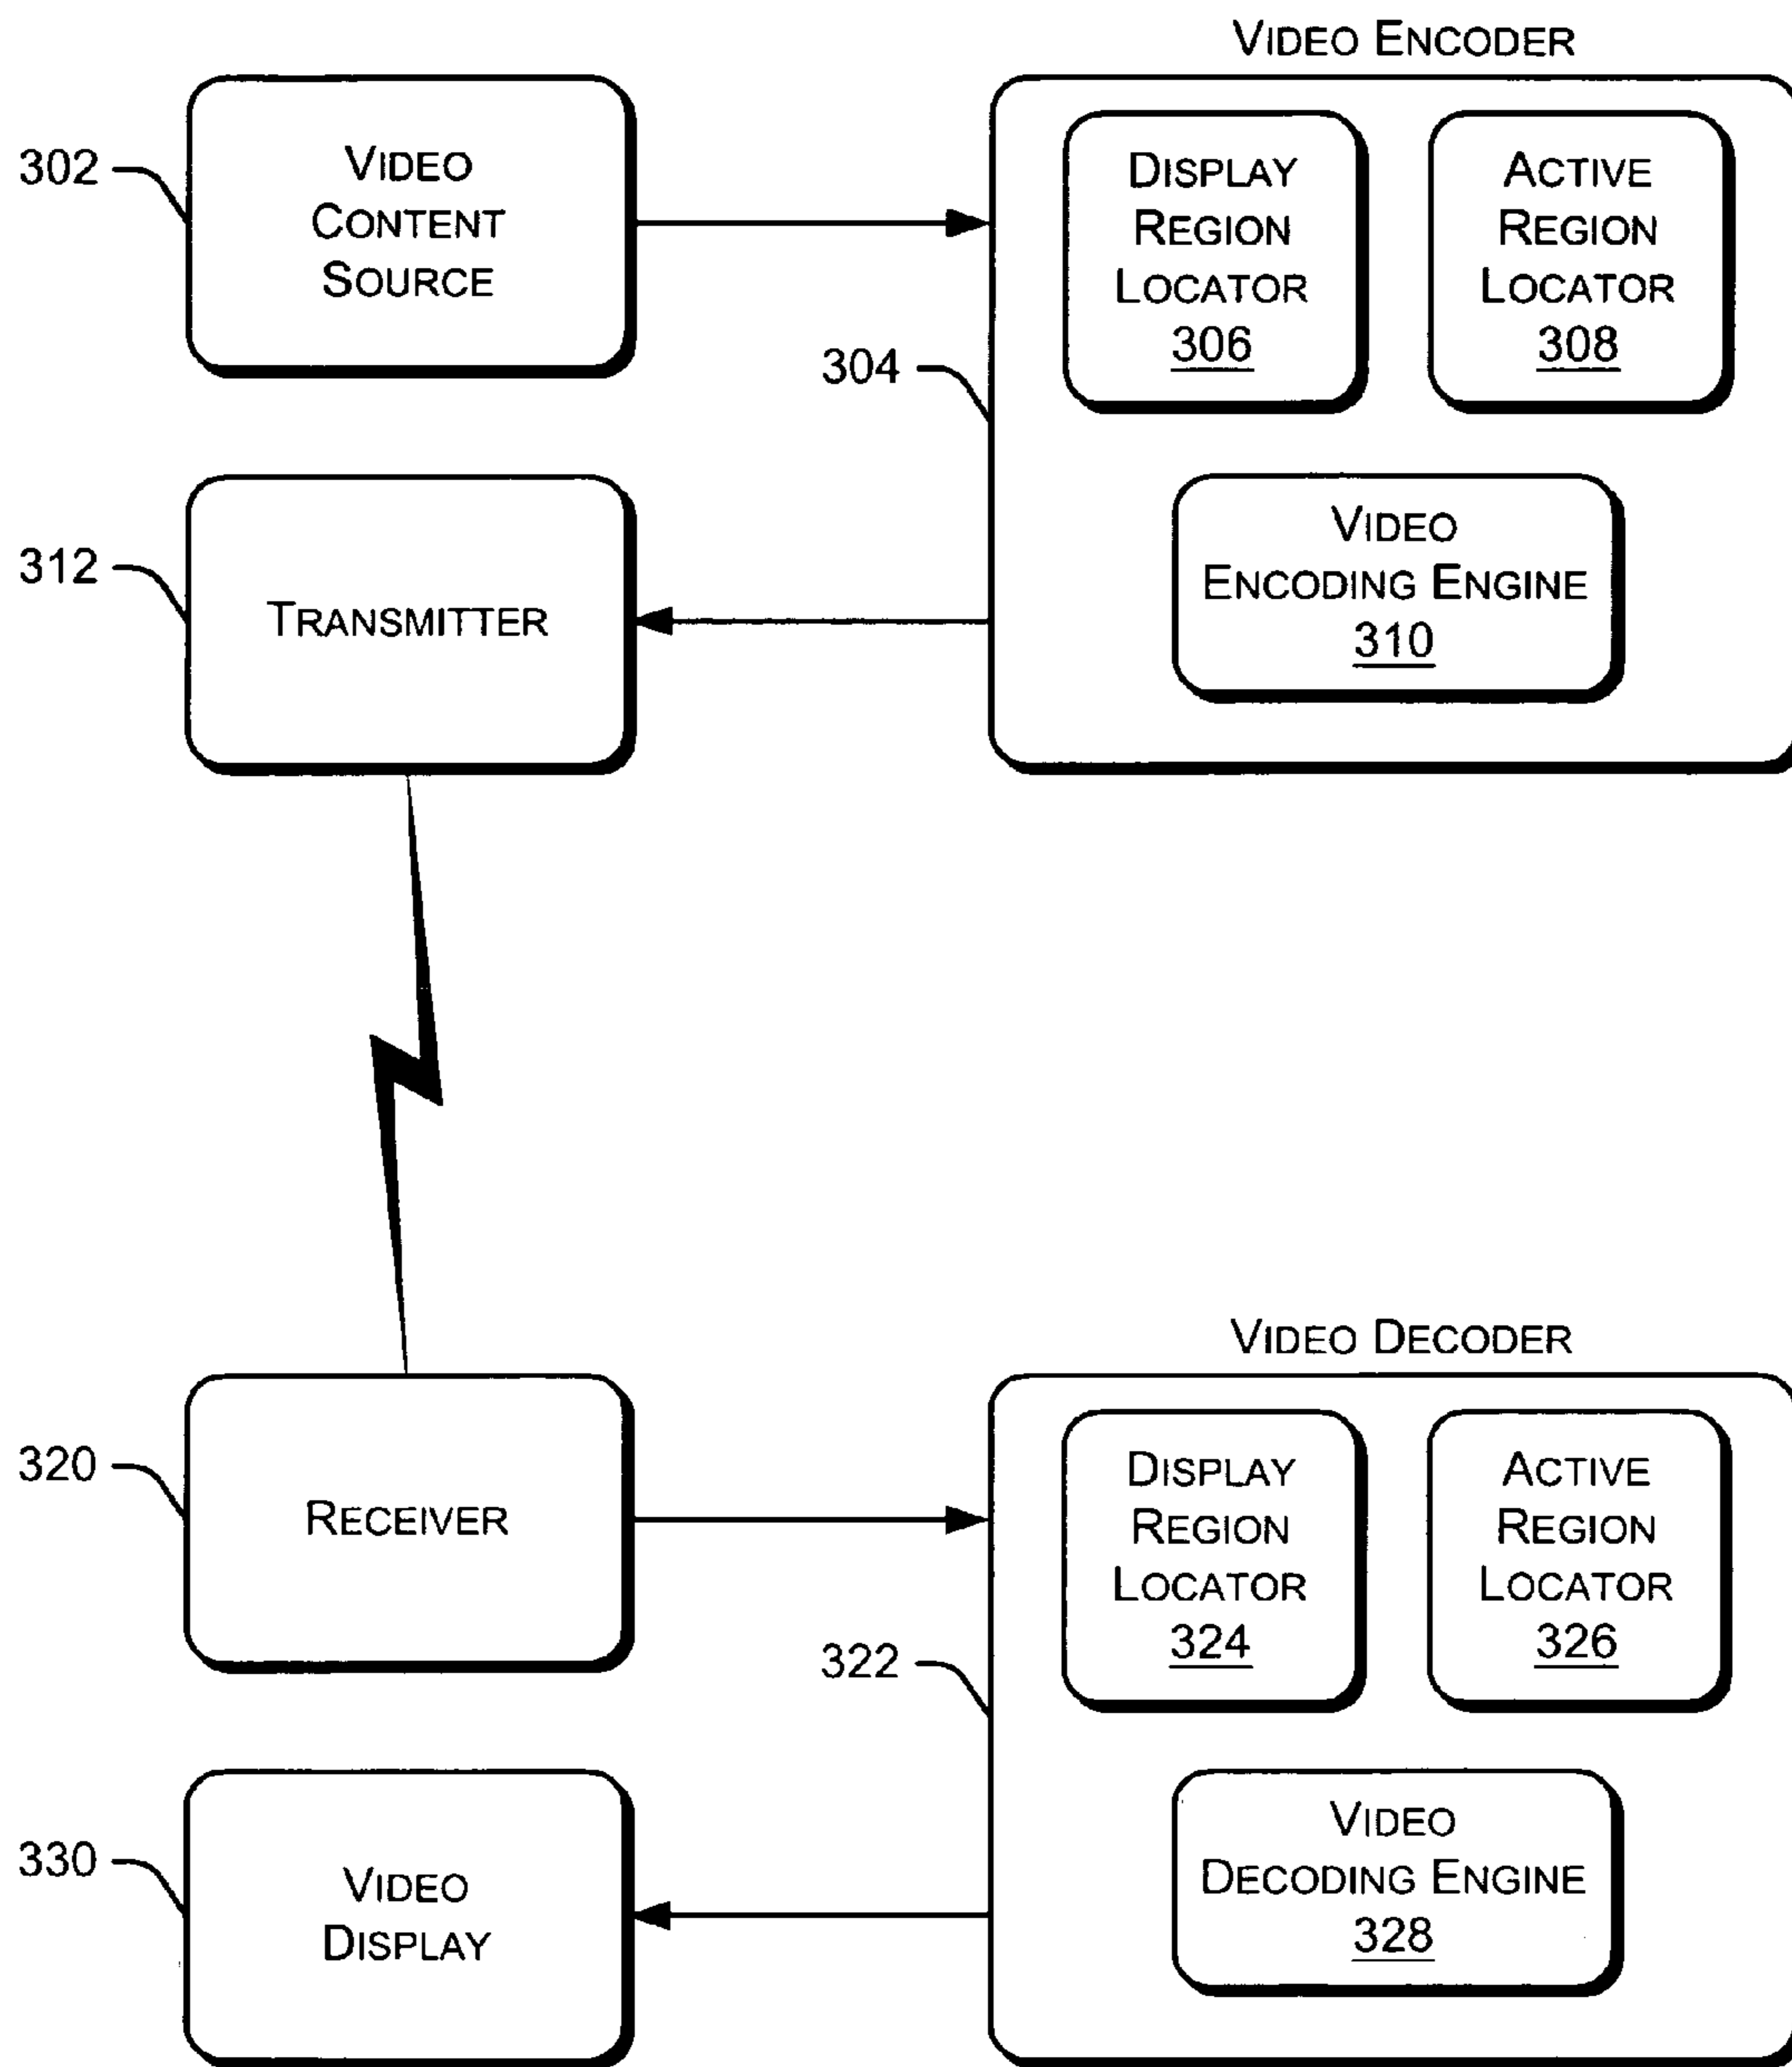 VIDEO ENCODER
302
VIDEO
CONTENT
SOURCE
304
DISPLAY
REGION
LOCATOR
306
ACTIVE
REGION
LOCATOR
308
VIDEO
ENCODING ENGINE
310
312
TRANSMITTER
320
RECEIVER
VIDEO DECODER
322
DISPLAY
REGION
LOCATOR
324
ACTIVE
REGION
LOCATOR
326
VIDEO
DECODING ENGINE
328
330
VIDEO
DISPLAY